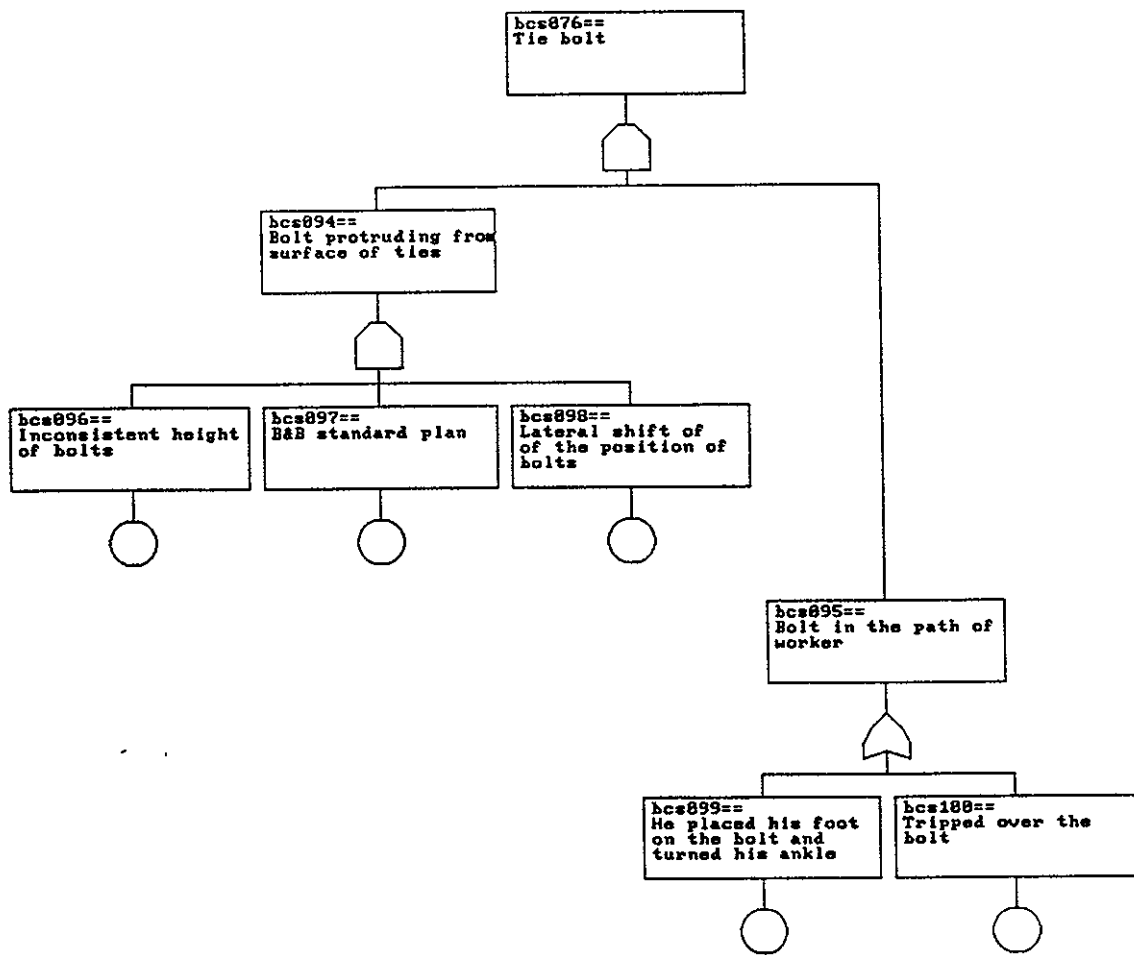 bcs076==
Tie bolt
bcs094==
Bolt protruding from
surface of ties
bcs096==
Inconsistent height
of bolts
bcs097==
B&B standard plan
bcs098==
Lateral shift of
of the position of
bolts
bcs095==
Bolt in the path of
worker
bcs099==
He placed his foot
on the bolt and
turned his ankle
bcs100==
Tripped over the
bolt